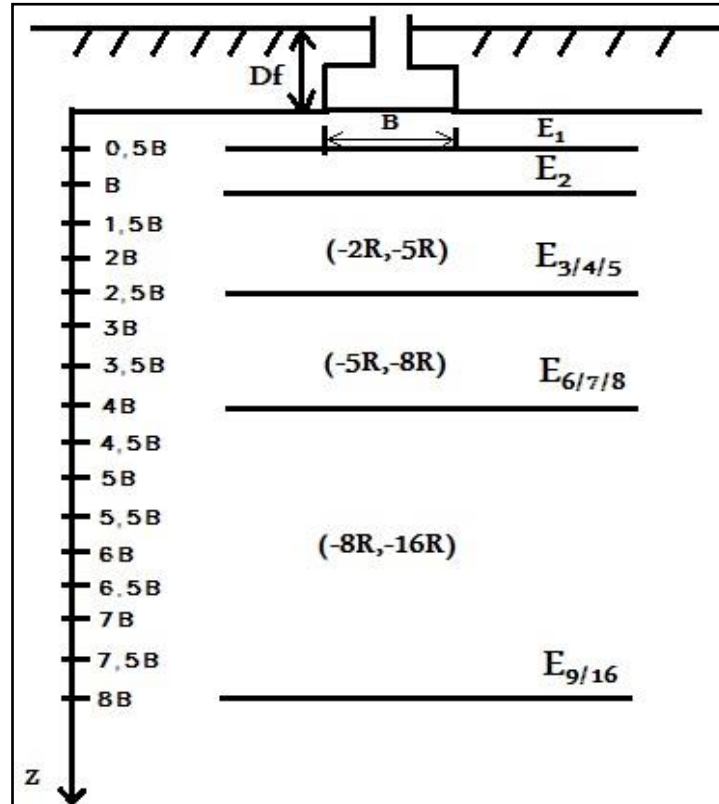 Df
B
E₁
0,5B
E₂
B
1,5B
(-2R,-5R)
E₃/₄/₅
2B
2,5B
3B
3,5B
(-5R,-8R)
E₆/₇/₈
4B
4,5B
5B
5,5B
(-8R,-16R)
6B
6,5B
7B
7,5B
E₉/₁₆
8B
z